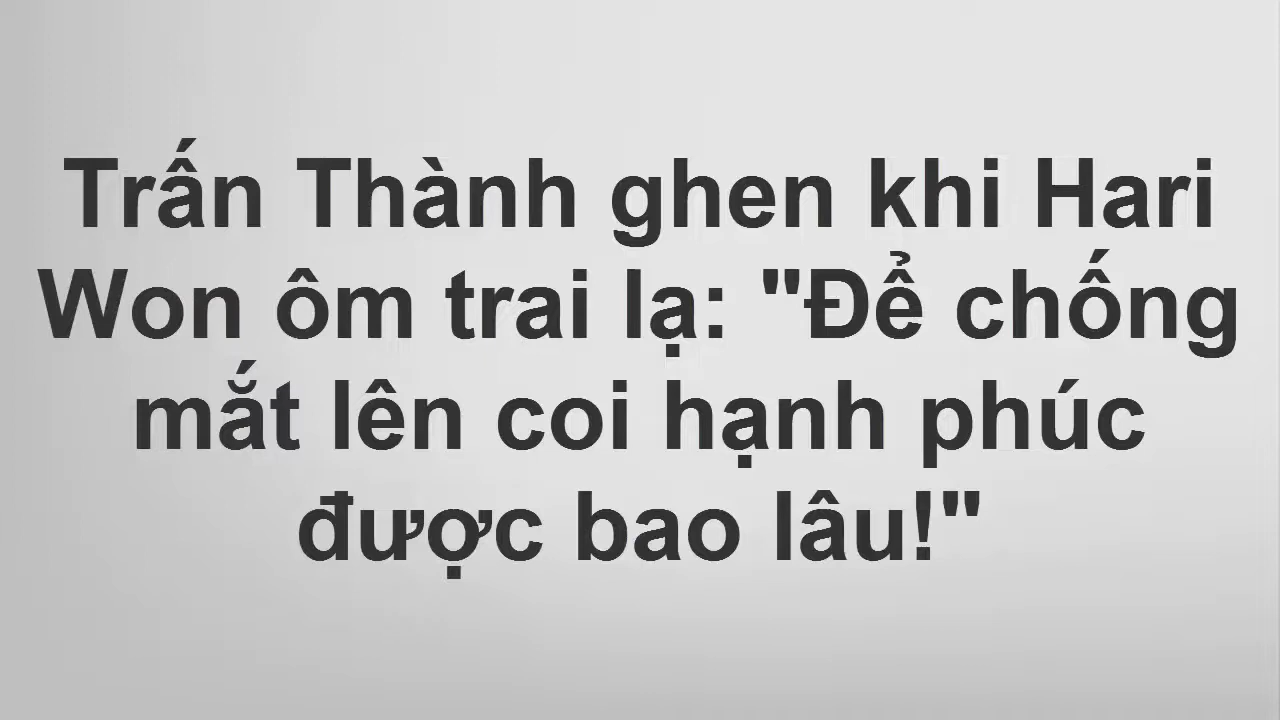 Trấn Thành ghen khi Hari
Won ôm trai lạ: "Để chống
mắt lên coi hạnh phúc
được bao lâu!"